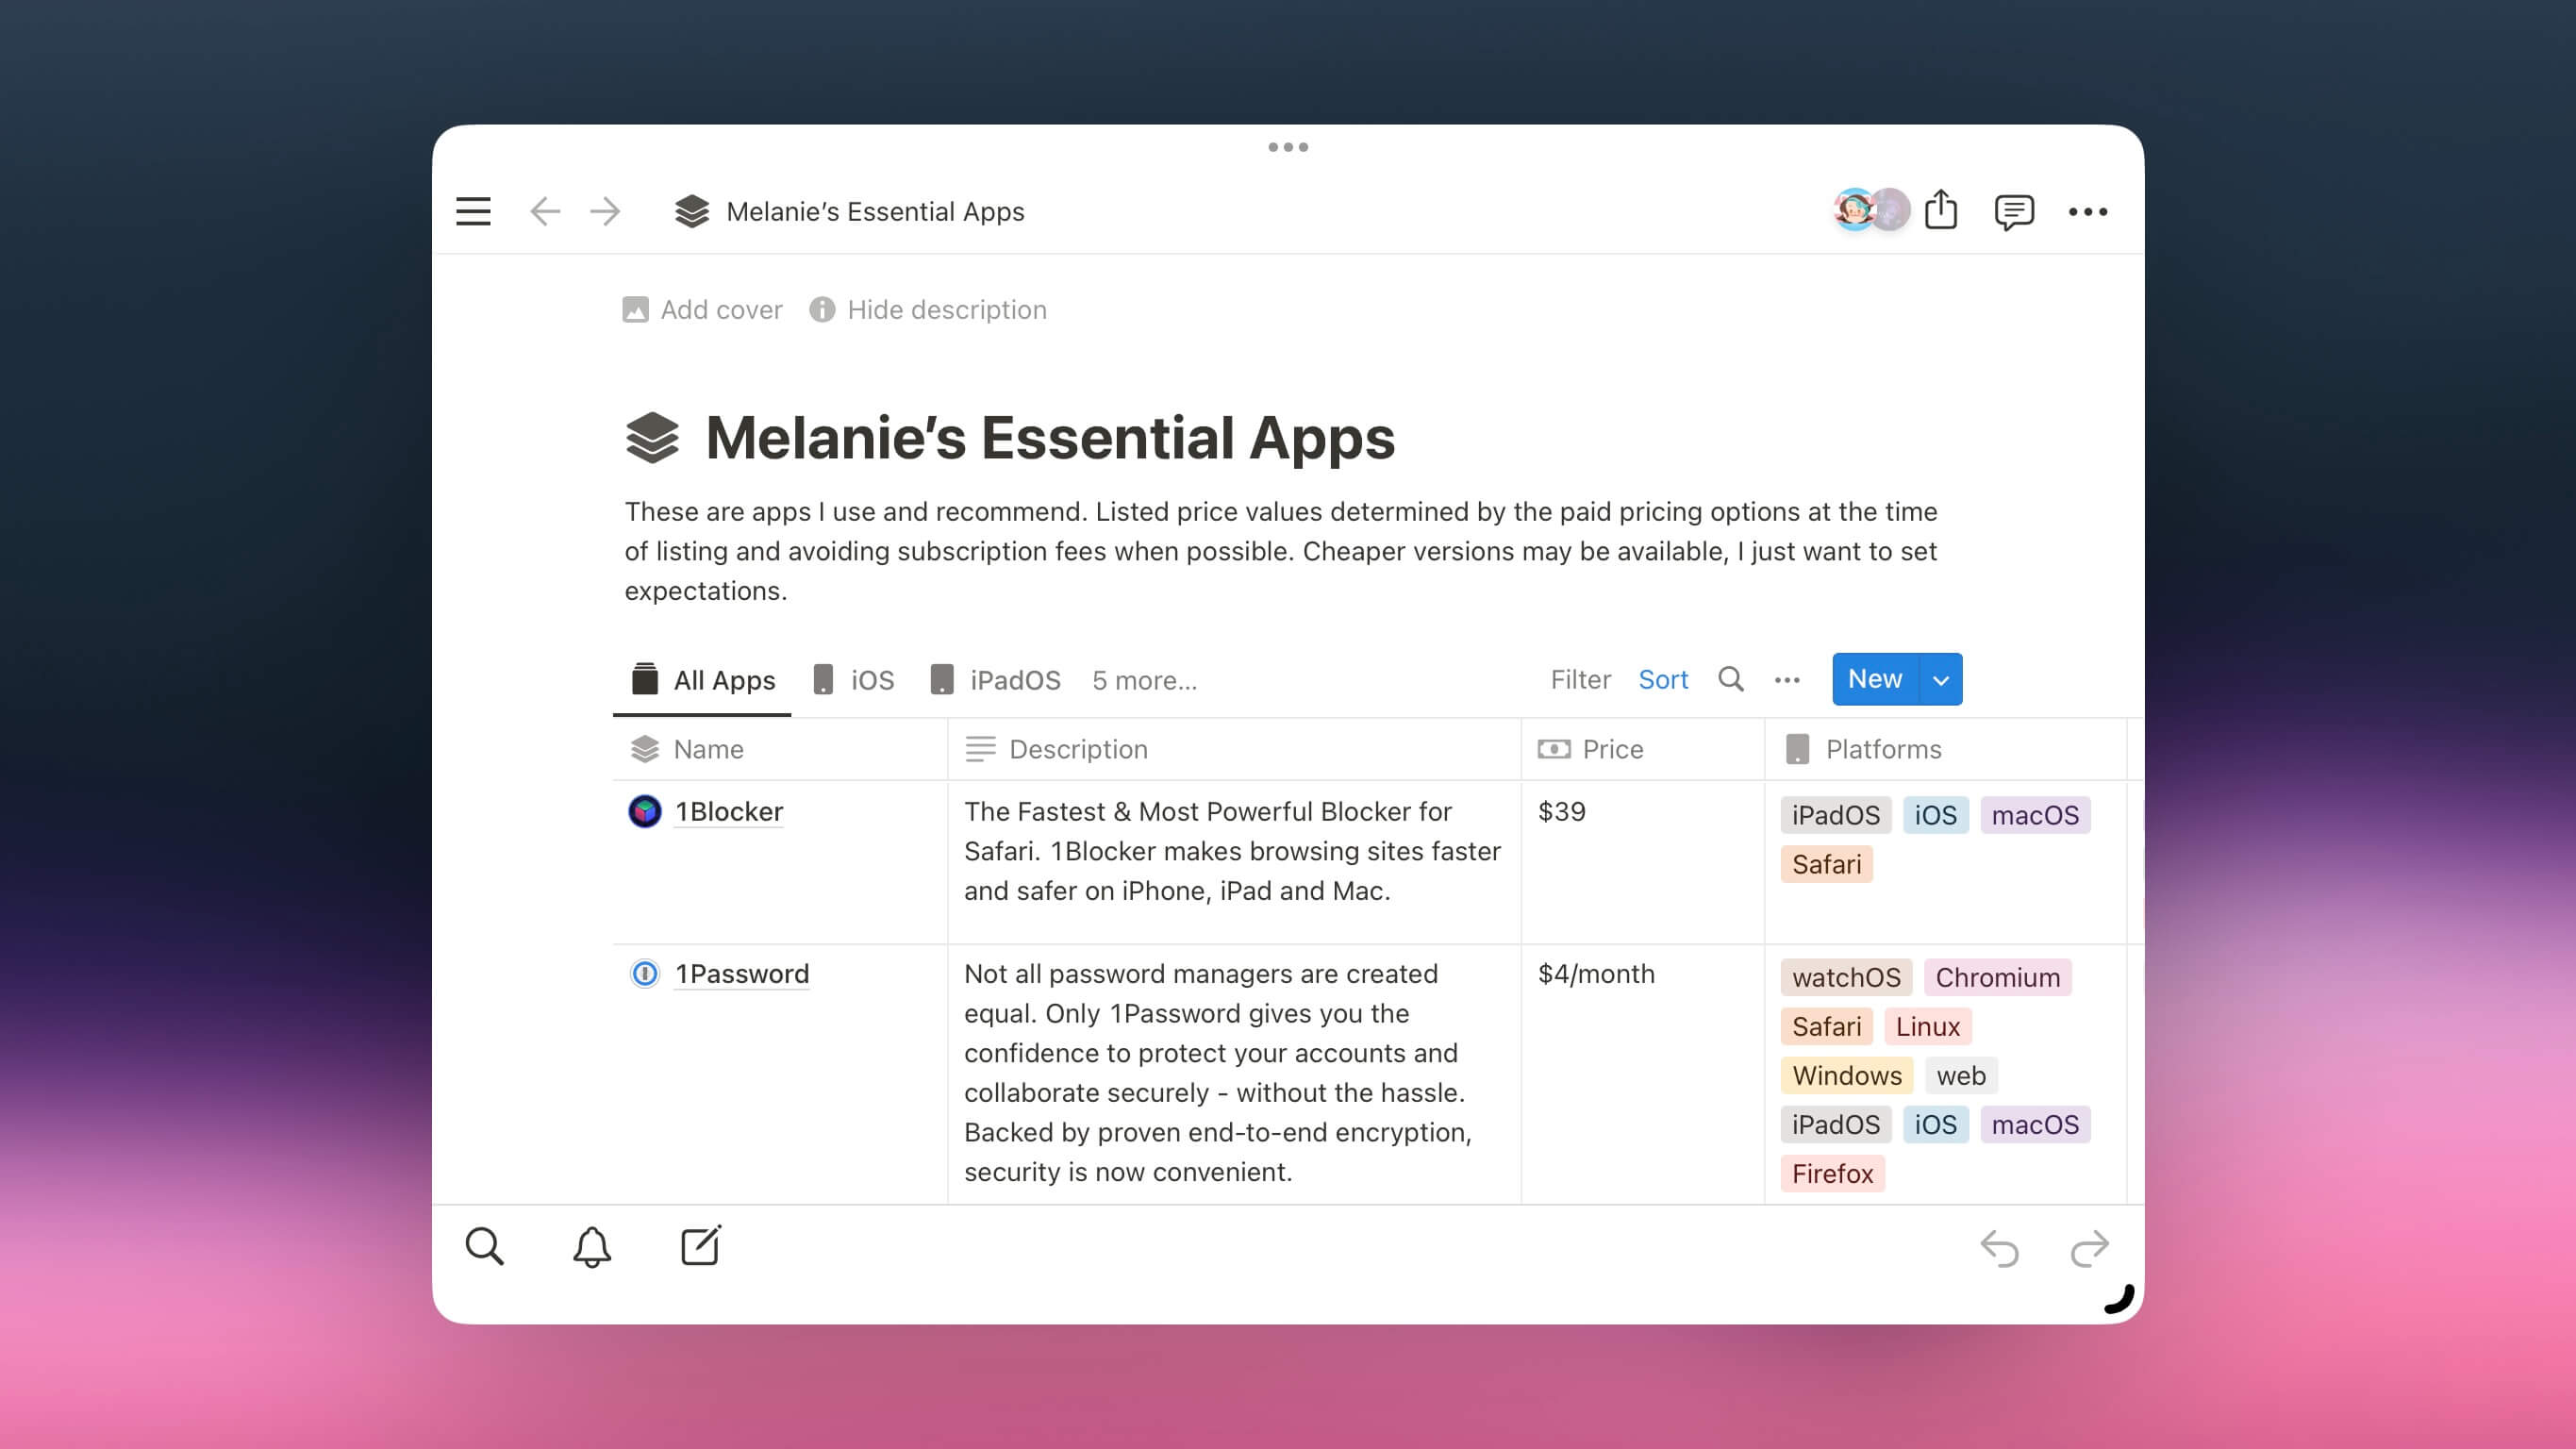 Melanie’s Essential Apps
Add cover Hide description
Melanie’s Essential Apps
These are apps I use and recommend. Listed price values determined by the paid pricing options at the time
of listing and avoiding subscription fees when possible. Cheaper versions may be available, I just want to set
expectations.
All Apps iOS iPadOS 5 more... Filter Sort New
Name Description Price Platforms
1Blocker
The Fastest & Most Powerful Blocker for
Safari. 1Blocker makes browsing sites faster
and safer on iPhone, iPad and Mac.
$39
iPadOS iOS macOS
Safari
1Password
Not all password managers are created
equal. Only 1Password gives you the
confidence to protect your accounts and
collaborate securely - without the hassle.
Backed by proven end-to-end encryption,
security is now convenient.
$4/month
watchOS Chromium
Safari Linux
Windows web
iPadOS iOS macOS
Firefox